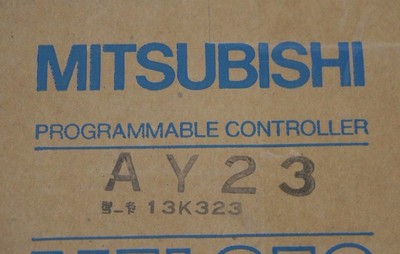 MITSUBISHI
PROGRAMMABLE CONTROLLER
AY23
13K323